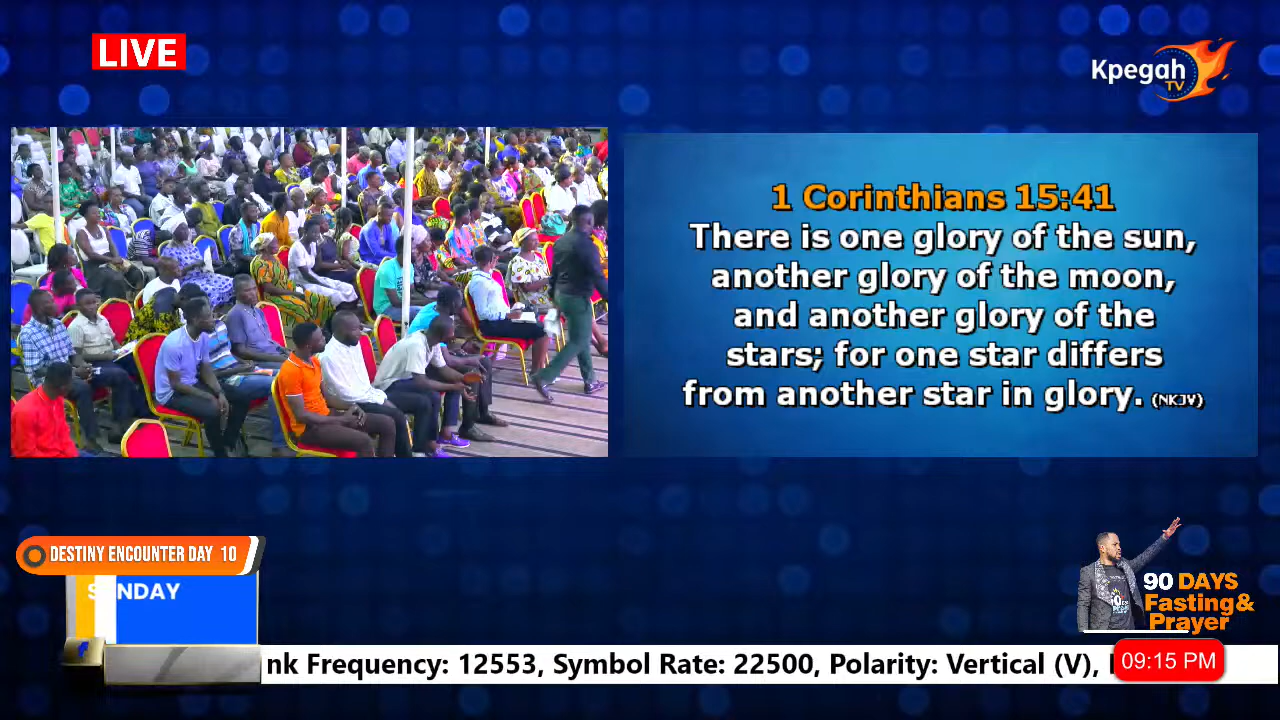 LIVE
Kpegah
TV
1 Corinthians 15:41
There is one glory of the sun,
another glory of the moon,
and another glory of the
stars; for one star differs
from another star in glory. (NKJV)
DESTINY ENCOUNTER DAY 10
SUNDAY
90 DAYS
Fasting&
Prayer
nk Frequency: 12553, Symbol Rate: 22500, Polarity: Vertical (V),
09:15 PM